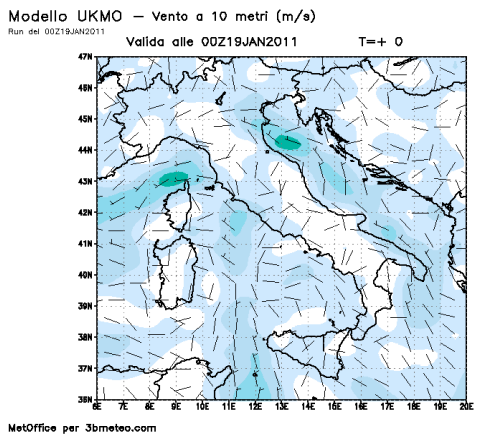 Modello UKMO – Vento a 10 metri (m/s)
Run del 00Z19JAN2011
Valida alle 00Z19JAN2011 T=+ 0
47N
46N
45N
44N
43N
42N
41N
40N
39N
38N
37N
36N
6E 7E 8E 9E 10E 11E 12E 13E 14E 15E 16E 17E 18E 19E 20E
MetOffice per 3bmeteo.com